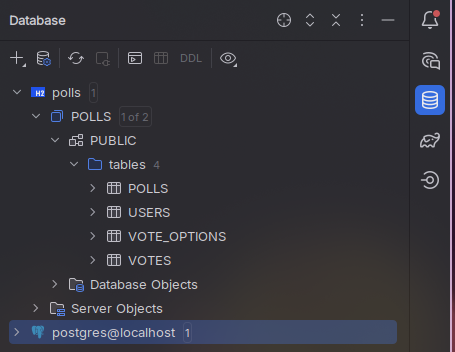 Database
DDL
H2 polls 1
POLLS 1 of 2
PUBLIC
tables 4
POLLS
USERS
VOTE_OPTIONS
VOTES
Database Objects
Server Objects
postgres@localhost 1